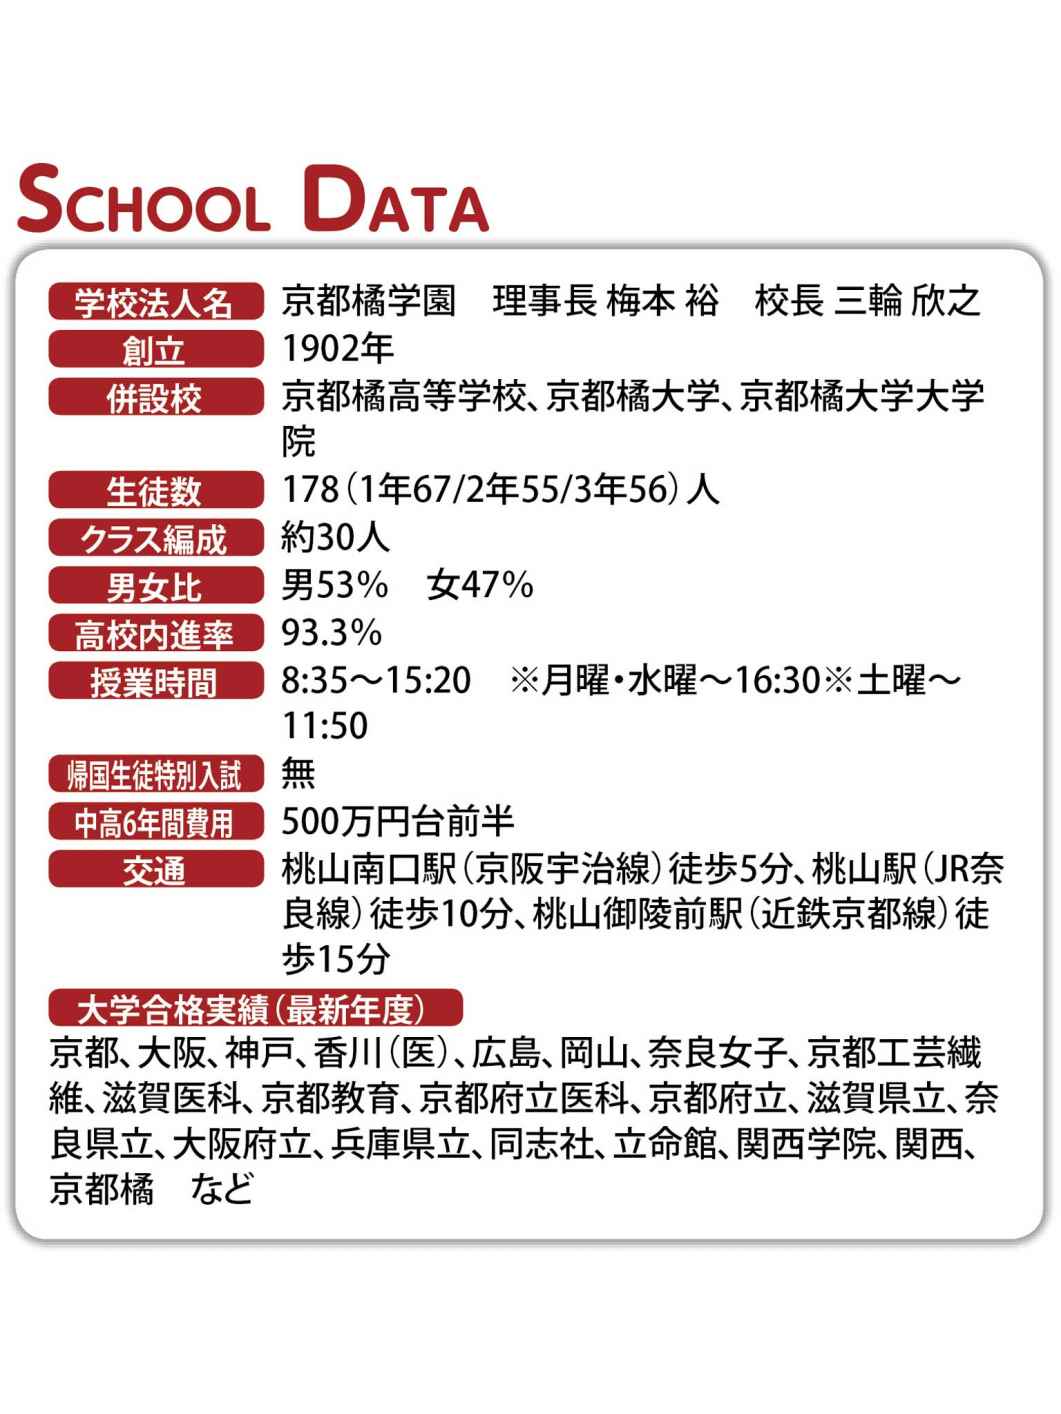 SCHOOL DATA
学校法人名 京都橘学園　理事長 梅本 裕　校長 三輪 欣之
創立 1902年
併設校 京都橘高等学校、京都橘大学、京都橘大学大学
院
生徒数 178（1年67/2年55/3年56）人
クラス編成 約30人
男女比 男53%　女47%
高校内進率 93.3%
授業時間 8:35～15:20　※月曜・水曜～16:30※土曜～
11:50
帰国生徒特別入試 無
中高6年間費用 500万円台前半
交通 桃山南口駅（京阪宇治線）徒歩5分、桃山駅（JR奈
良線）徒歩10分、桃山御陵前駅（近鉄京都線）徒
歩15分
大学合格実績（最新年度）
京都、大阪、神戸、香川（医）、広島、岡山、奈良女子、京都工芸繊
維、滋賀医科、京都教育、京都府立医科、京都府立、滋賀県立、奈
良県立、大阪府立、兵庫県立、同志社、立命館、関西学院、関西、
京都橘　など